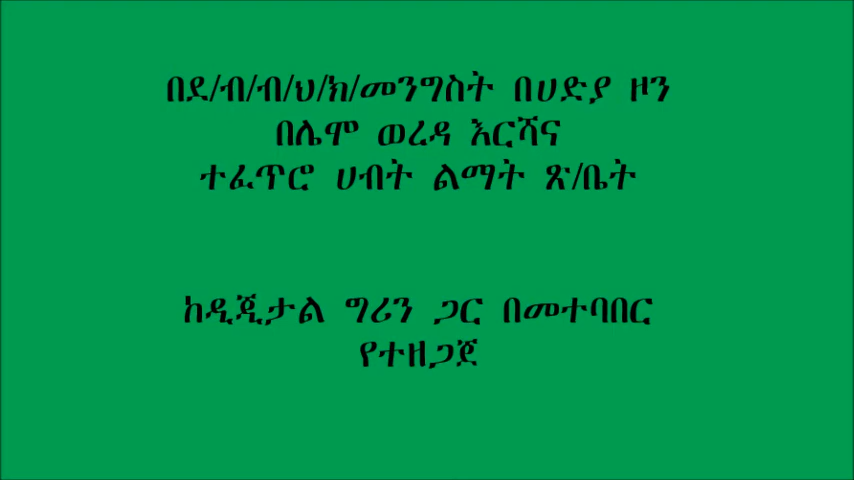 በደ/ብ/ብ/ህ/ክ/መንግስት በሀድያ ዞን
በሌሞ ወረዳ እርሻና
ተፈጥሮ ሀብት ልማት ጽ/ቤት
ከዲጂታል ግሪን ጋር በመተባበር
የተዘጋጀ